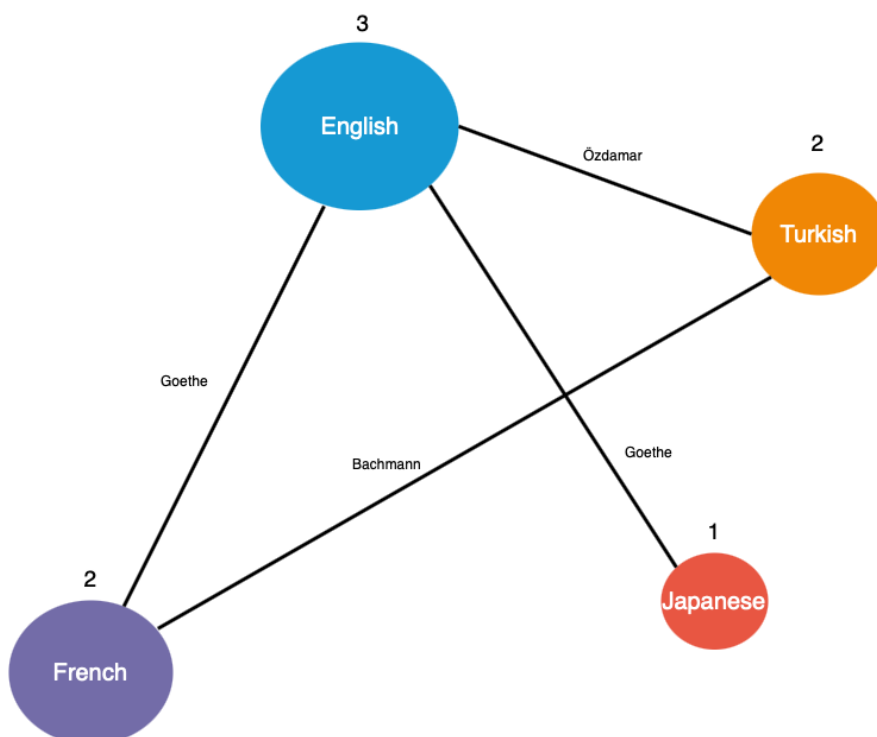 3
English
Özdamar
2
Turkish
Goethe
Bachmann
Goethe
1
Japanese
2
French